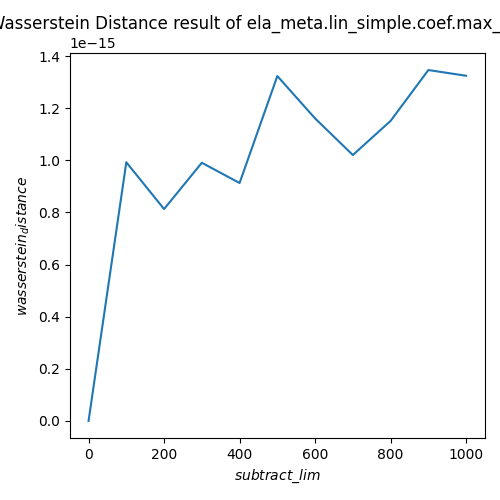 Wasserstein Distance result of ela_meta.lin_simple.coef.max_
1e−15
1.4
1.2
1.0
0.8
0.6
0.4
0.2
0.0
wasserstein_distance
0 200 400 600 800 1000
subtract_lim